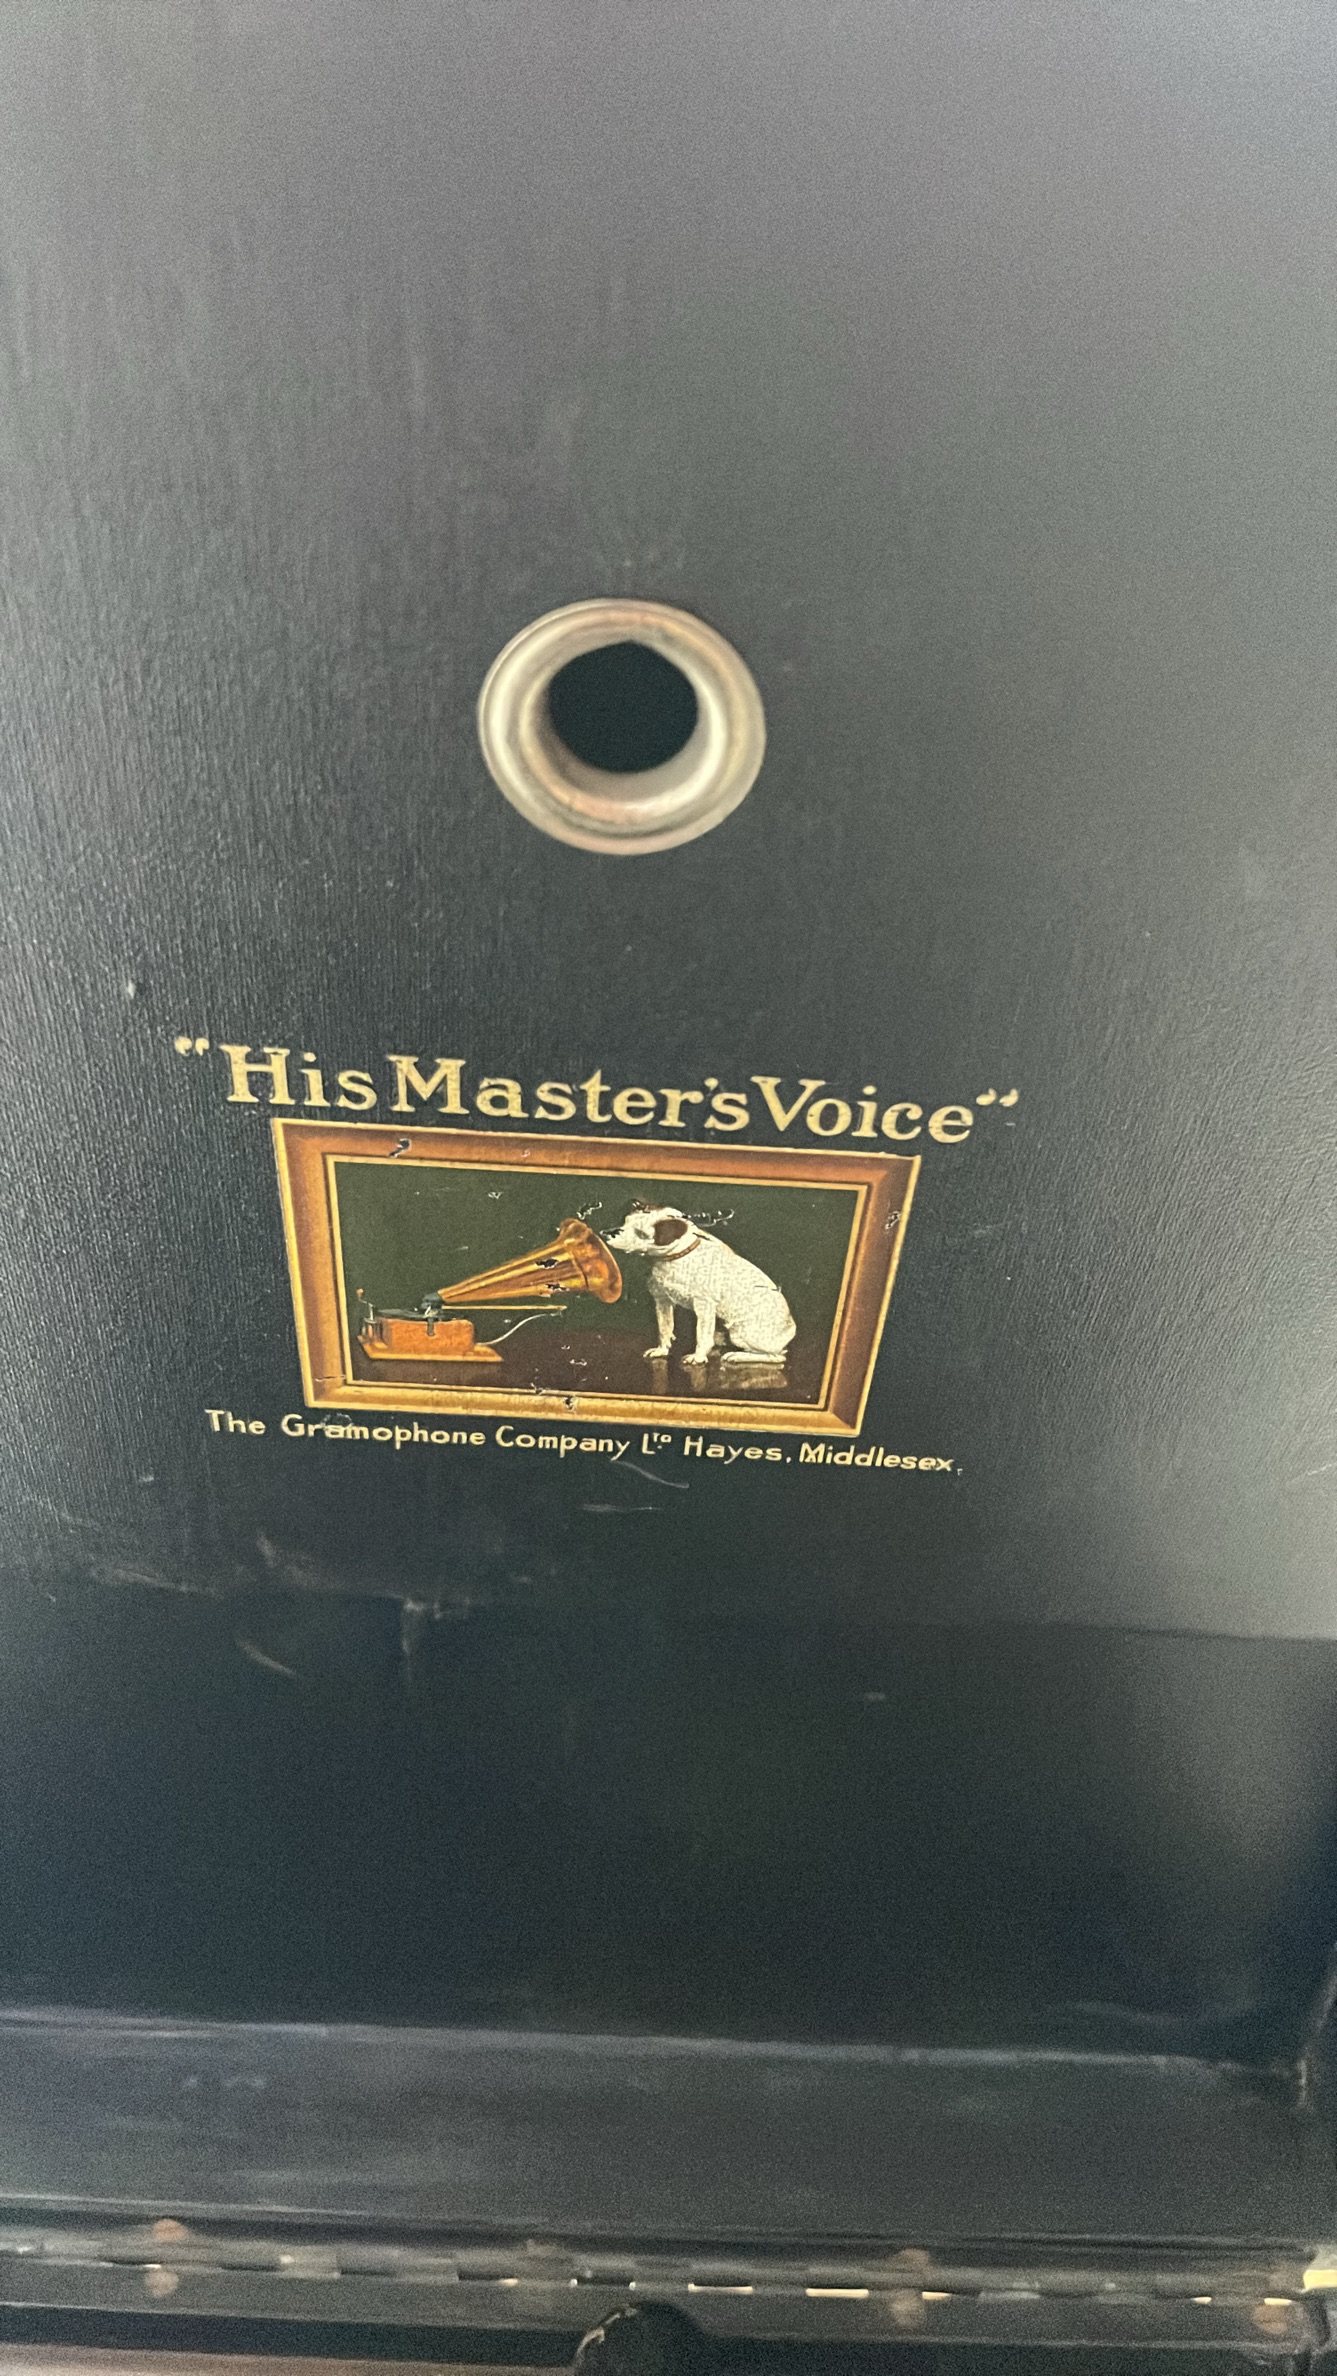 "His Master's Voice"
The Gramophone Company Ltd. Hayes, Middlesex.